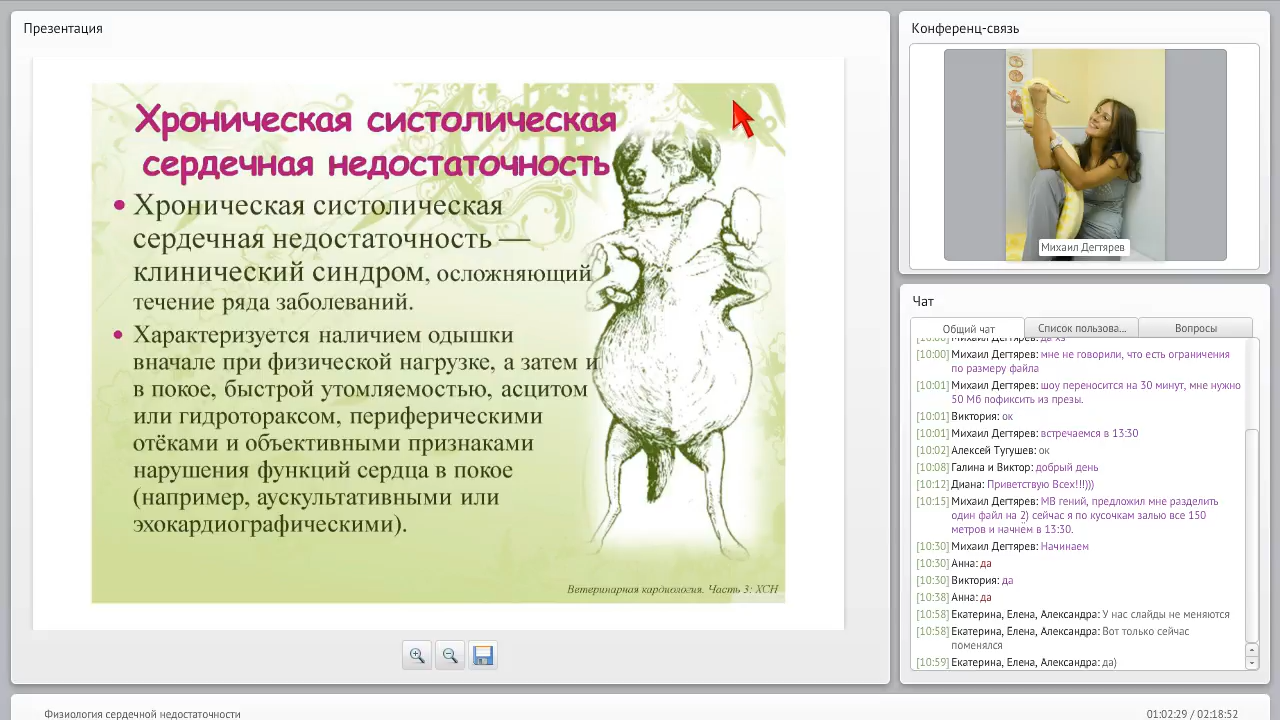 Презентация
Хроническая систолическая
сердечная недостаточность
• Хроническая систолическая
сердечная недостаточность —
клинический синдром, осложняющий
течение ряда заболеваний.
• Характеризуется наличием одышки
вначале при физической нагрузке, а затем и
в покое, быстрой утомляемостью, асцитом
или гидротораксом, периферическими
отёками и объективными признаками
нарушения функций сердца в покое
(например, аускультативными или
эхокардиографическими).
Ветеринарная кардиология. Часть 3: ХСН
Конференц-связь
Михаил Дегтярев
Чат
Общий чат
Список пользова...
Вопросы
[10:00] Михаил Дегтярев: мне не говорили, что есть ограничения
по размеру файла
[10:01] Михаил Дегтярев: шоу переносится на 30 минут, мне нужно
50 Мб пофиксить из презы.
[10:01] Виктория: ок
[10:01] Михаил Дегтярев: встречаемся в 13:30
[10:02] Алексей Тугушев: ок
[10:08] Галина и Виктор: добрый день
[10:12] Диана: Приветствую Всех!!!)))
[10:15] Михаил Дегтярев: МВ гений, предложил мне разделить
один файл на 2) сейчас я по кусочкам залью все 150
метров и начнём в 13:30.
[10:30] Михаил Дегтярев: Начинаем
[10:30] Анна: да
[10:30] Виктория: да
[10:38] Анна: да
[10:58] Екатерина, Елена, Александра: У нас слайды не меняются
[10:58] Екатерина, Елена, Александра: Вот только сейчас
поменялся
[10:59] Екатерина, Елена, Александра: да)
Физиология сердечной недостаточности
01:02:29 / 02:18:52